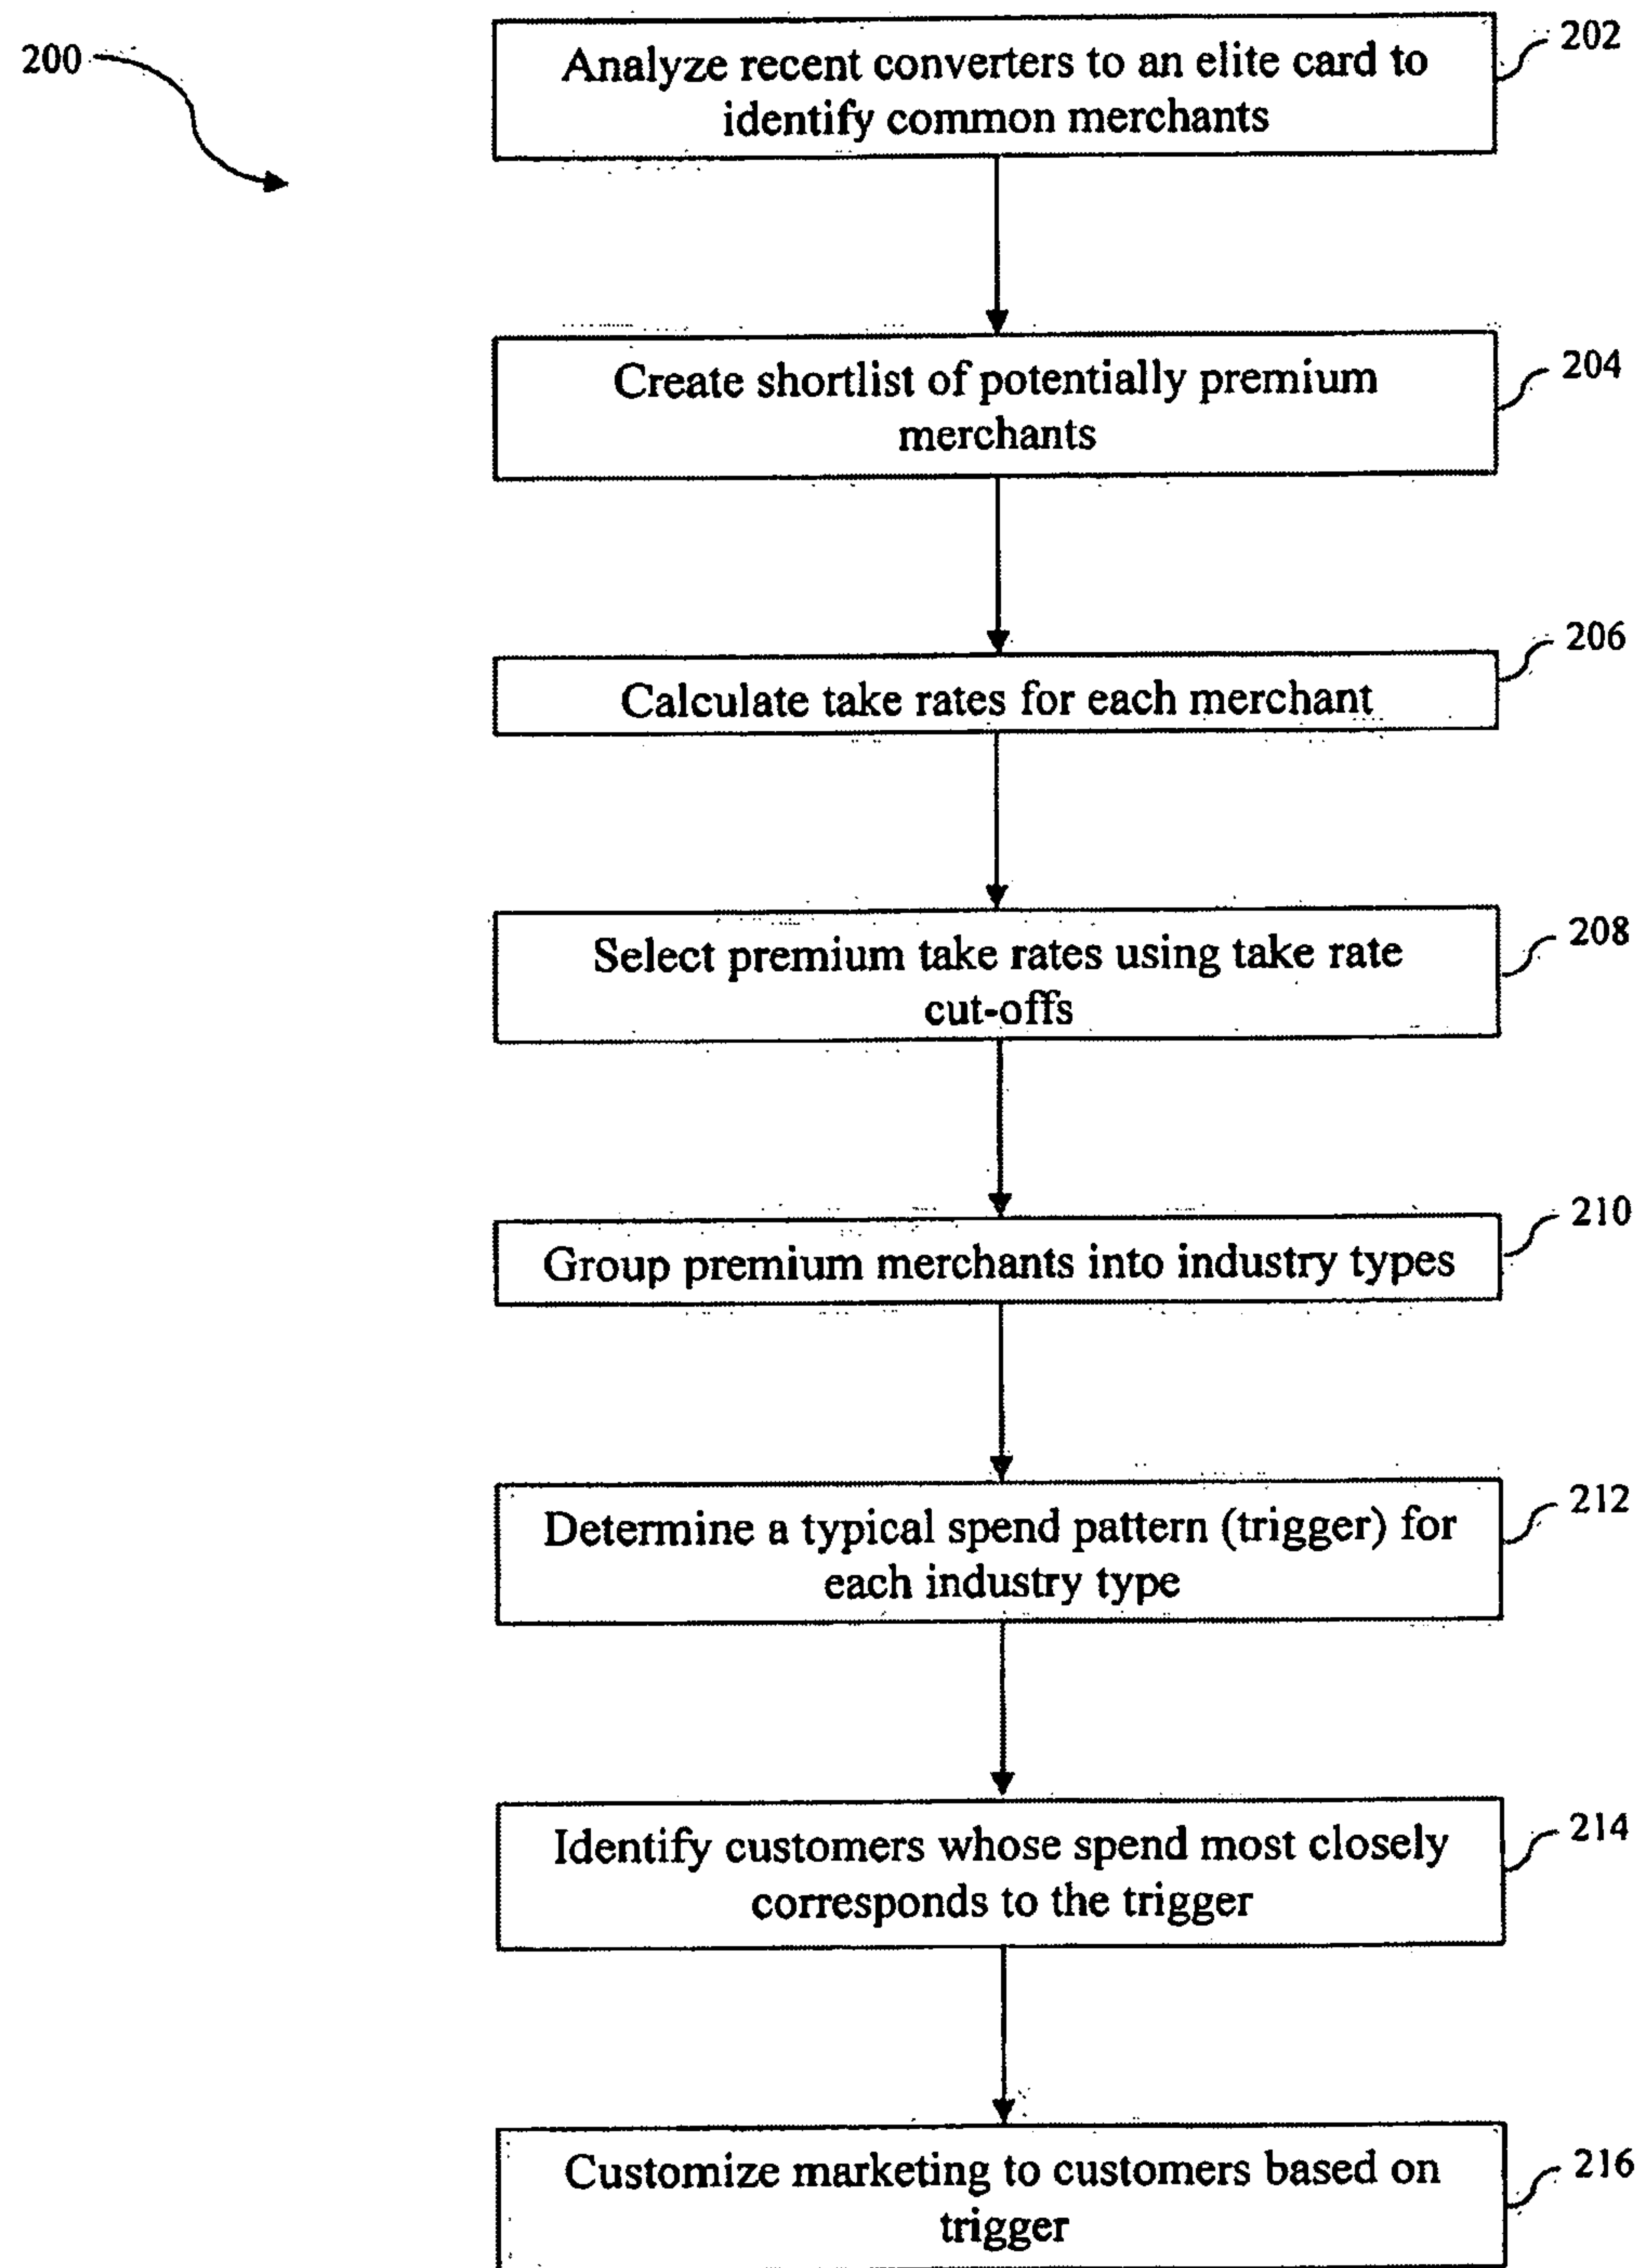 200
Analyze recent converters to an elite card to
identify common merchants
202
Create shortlist of potentially premium
merchants
204
Calculate take rates for each merchant
206
Select premium take rates using take rate
cut-offs
208
Group premium merchants into industry types
210
Determine a typical spend pattern (trigger) for
each industry type
212
Identify customers whose spend most closely
corresponds to the trigger
214
Customize marketing to customers based on
trigger
216